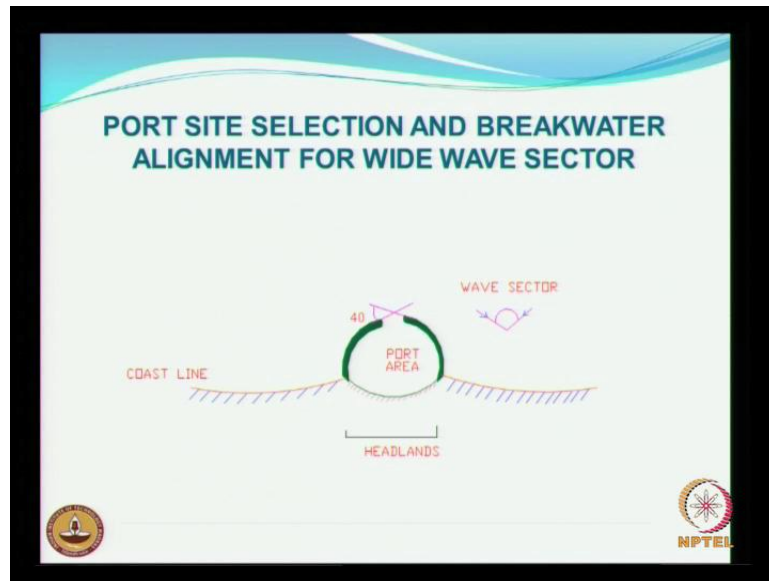 PORT SITE SELECTION AND BREAKWATER
ALIGNMENT FOR WIDE WAVE SECTOR
WAVE SECTOR
40
PORT
AREA
COAST LINE
HEADLANDS
NPTEL